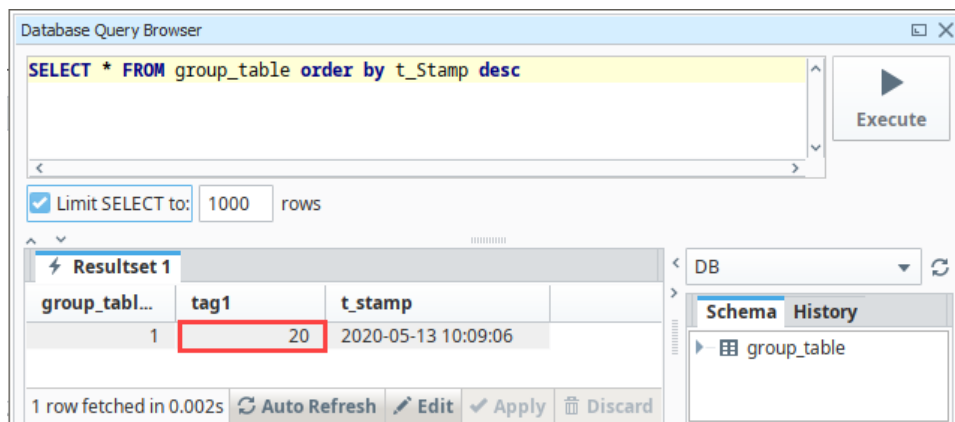 Database Query Browser
SELECT * FROM group_table order by t_Stamp desc
Execute
Limit SELECT to: 1000 rows
Resultset 1
group_tabl... tag1 t_stamp
1 20 2020-05-13 10:09:06
1 row fetched in 0.002s Auto Refresh Edit Apply Discard
DB
Schema History
group_table